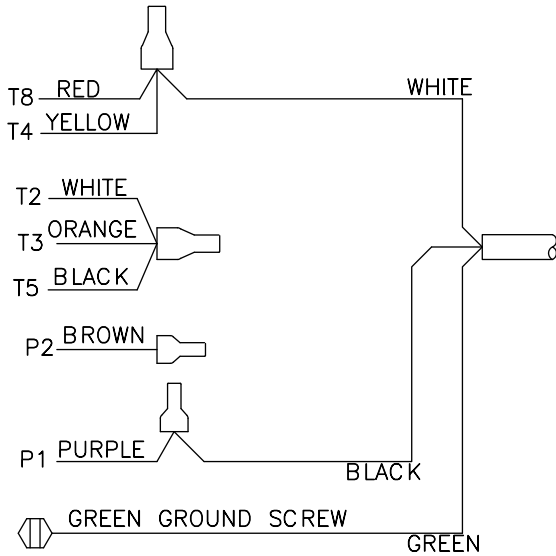 T8 RED
WHITE
T4 YELLOW
T2 WHITE
T3 ORANGE
T5 BLACK
P2 BROWN
P1 PURPLE
BLACK
GREEN GROUND SCREW
GREEN